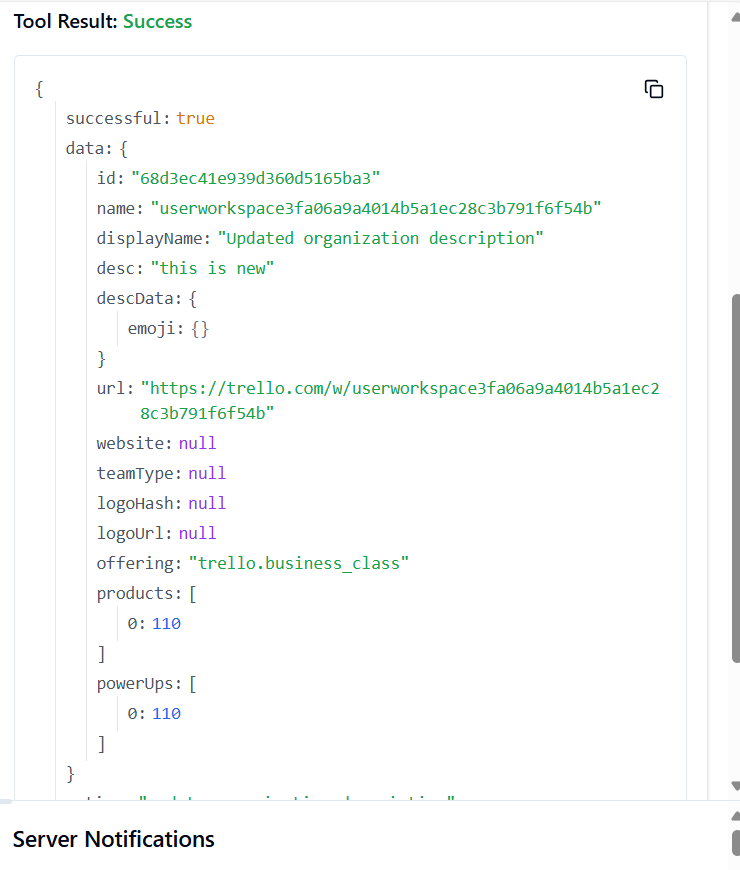 Tool Result: Success
{
successful: true
data: {
id: "68d3ec41e939d360d5165ba3"
name: "userworkspace3fa06a9a4014b5a1ec28c3b791f6f54b"
displayName: "Updated organization description"
desc: "this is new"
descData: {
emoji: {}
}
url: "https://trello.com/w/userworkspace3fa06a9a4014b5a1ec2
8c3b791f6f54b"
website: null
teamType: null
logoHash: null
logoUrl: null
offering: "trello.business_class"
products: [
0: 110
]
powerUps: [
0: 110
]
}
Server Notifications